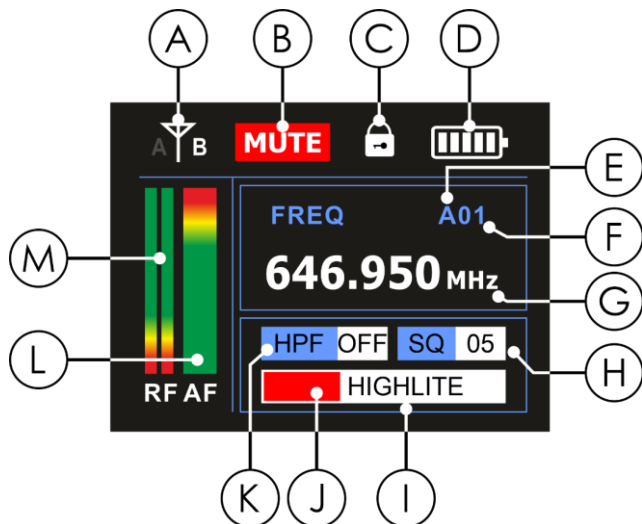 A B C D
A B MUTE
E
FREQ A01
F
646.950 MHz
G
M
HPF OFF SQ 05
H
L
HIGHLITE
RF AF
K J I